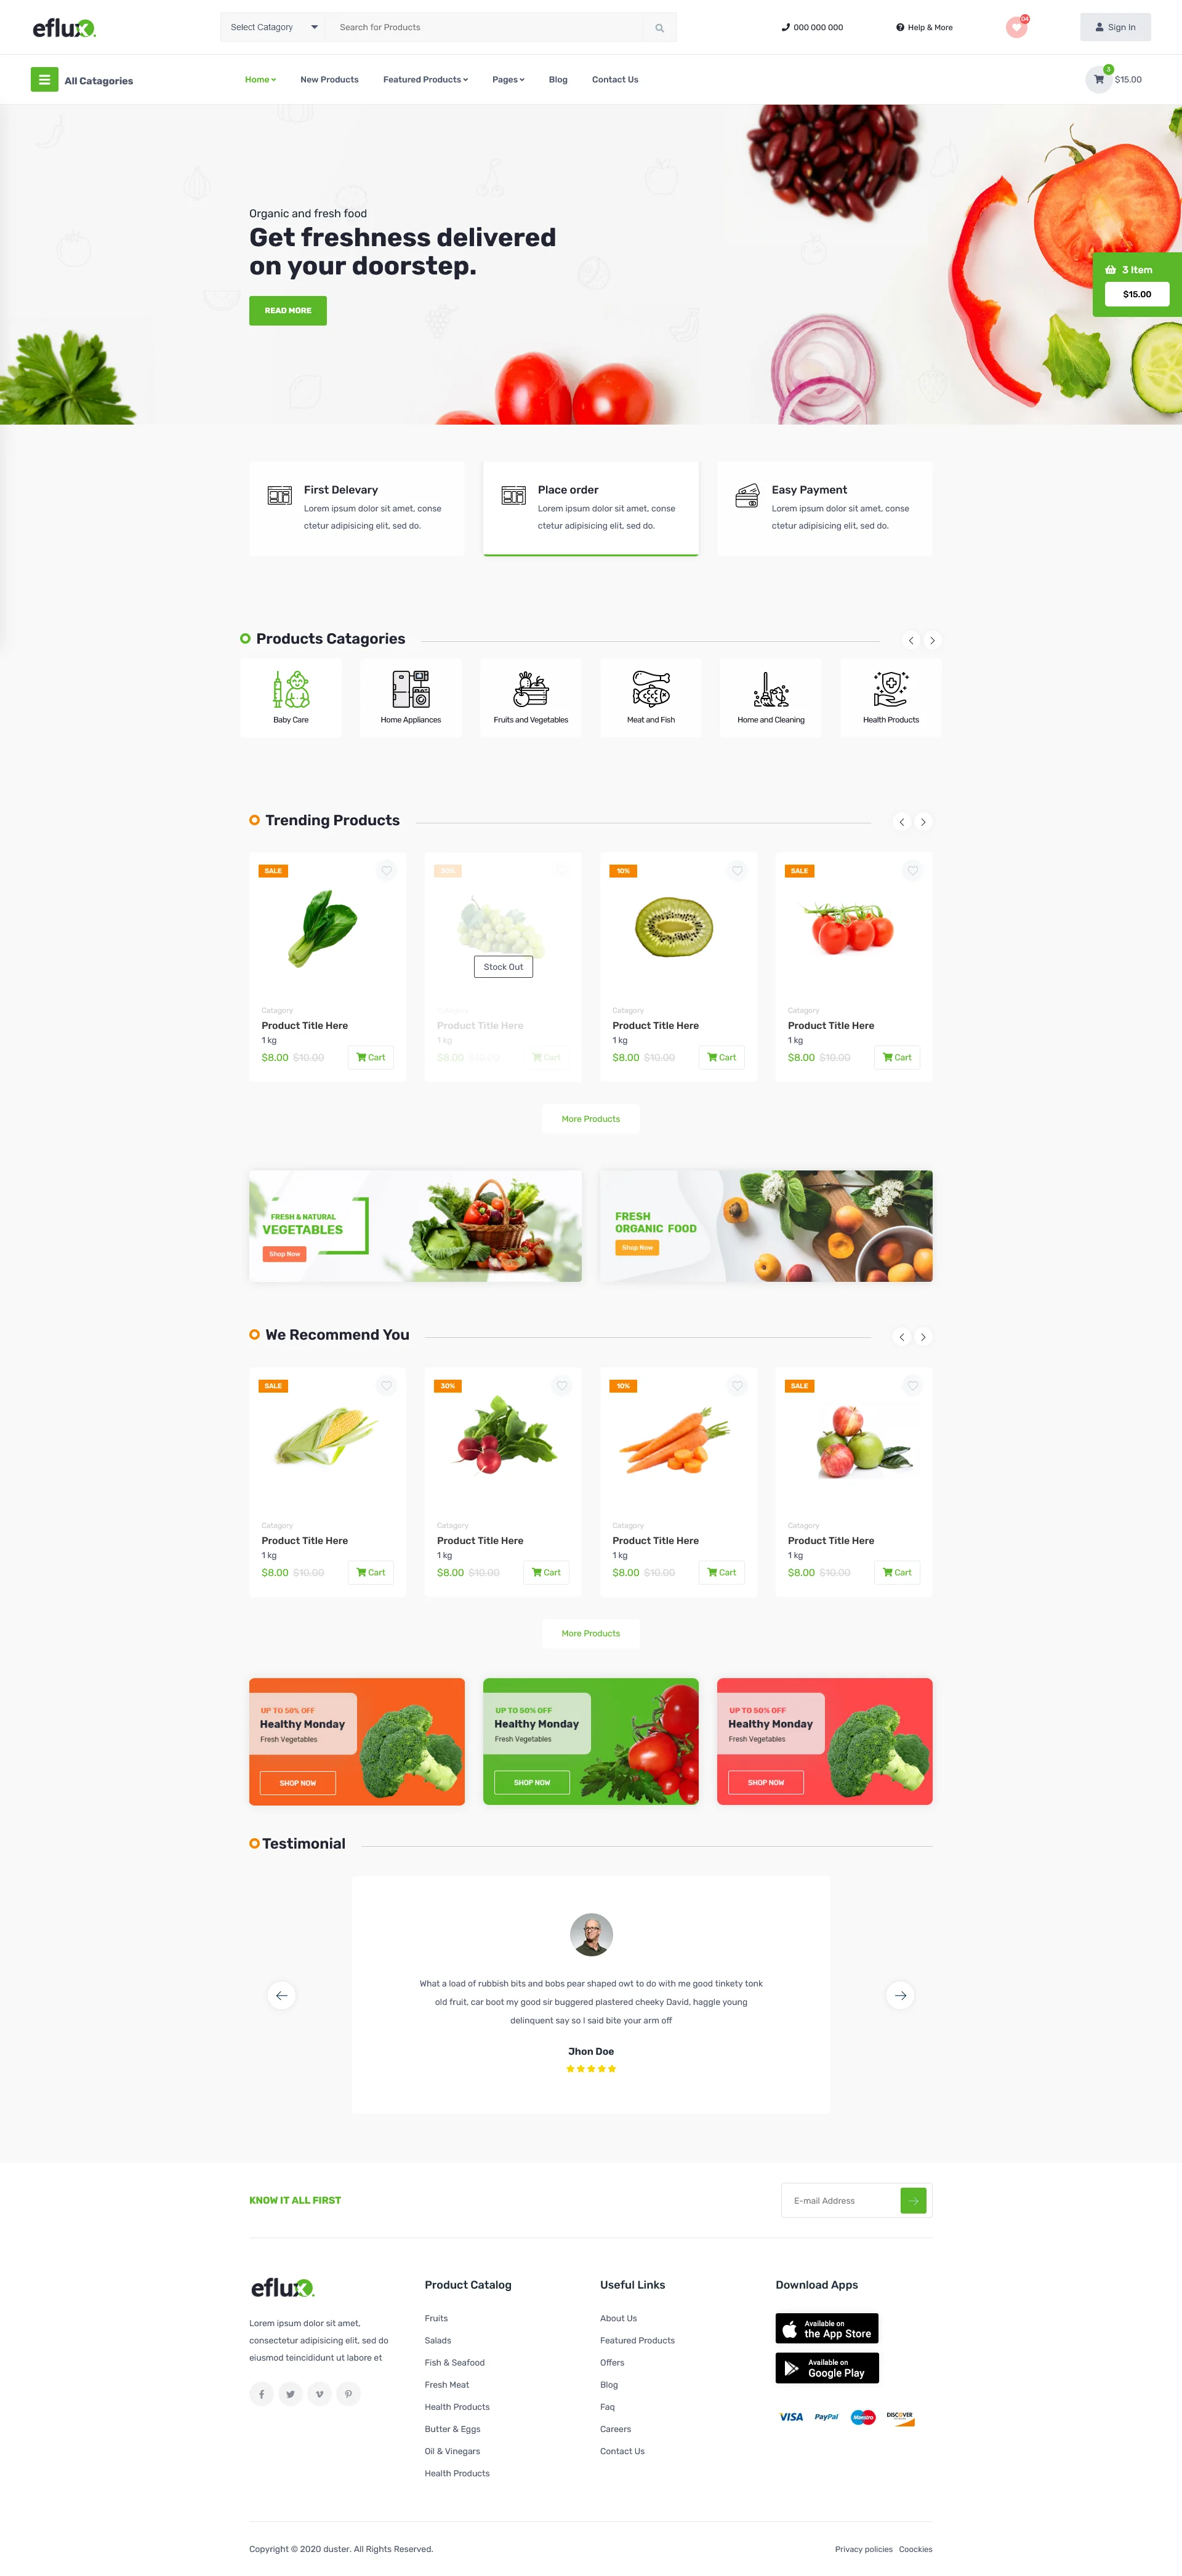 eflux.
Select Catagory
Search for Products
000 000 000
Help & More
04
Sign In
All Catagories
Home
New Products
Featured Products
Pages
Blog
Contact Us
3
$15.00
Organic and fresh food
Get freshness delivered
on your doorstep.
READ MORE
3 Item
$15.00
First Delevary
Lorem ipsum dolor sit amet, conse
ctetur adipisicing elit, sed do.
Place order
Lorem ipsum dolor sit amet, conse
ctetur adipisicing elit, sed do.
Easy Payment
Lorem ipsum dolor sit amet, conse
ctetur adipisicing elit, sed do.
Products Catagories
Baby Care
Home Appliances
Fruits and Vegetables
Meat and Fish
Home and Cleaning
Health Products
Trending Products
SALE
Catagory
Product Title Here
1 kg
$8.00 $10.00
Cart
30%
Stock Out
Catagory
Product Title Here
1 kg
$8.00 $10.00
Cart
10%
Catagory
Product Title Here
1 kg
$8.00 $10.00
Cart
SALE
Catagory
Product Title Here
1 kg
$8.00 $10.00
Cart
More Products
FRESH & NATURAL
VEGETABLES
Shop Now
FRESH
ORGANIC FOOD
Shop Now
We Recommend You
SALE
Catagory
Product Title Here
1 kg
$8.00 $10.00
Cart
30%
Catagory
Product Title Here
1 kg
$8.00 $10.00
Cart
10%
Catagory
Product Title Here
1 kg
$8.00 $10.00
Cart
SALE
Catagory
Product Title Here
1 kg
$8.00 $10.00
Cart
More Products
UP TO 50% OFF
Healthy Monday
Fresh Vegetables
SHOP NOW
UP TO 50% OFF
Healthy Monday
Fresh Vegetables
SHOP NOW
UP TO 50% OFF
Healthy Monday
Fresh Vegetables
SHOP NOW
Testimonial
What a load of rubbish bits and bobs pear shaped owt to do with me good tinkety tonk
old fruit, car boot my good sir buggered plastered cheeky David, haggle young
delinquent say so I said bite your arm off
Jhon Doe
KNOW IT ALL FIRST
E-mail Address
eflux.
Lorem ipsum dolor sit amet,
consectetur adipisicing elit, sed do
eiusmod teincididunt ut labore et
Product Catalog
Fruits
Salads
Fish & Seafood
Fresh Meat
Health Products
Butter & Eggs
Oil & Vinegars
Health Products
Useful Links
About Us
Featured Products
Offers
Blog
Faq
Careers
Contact Us
Download Apps
Available on
the App Store
Available on
Google Play
VISA
PayPal
Maestro
DISCOVER
Copyright © 2020 duster. All Rights Reserved.
Privacy policies
Coockies